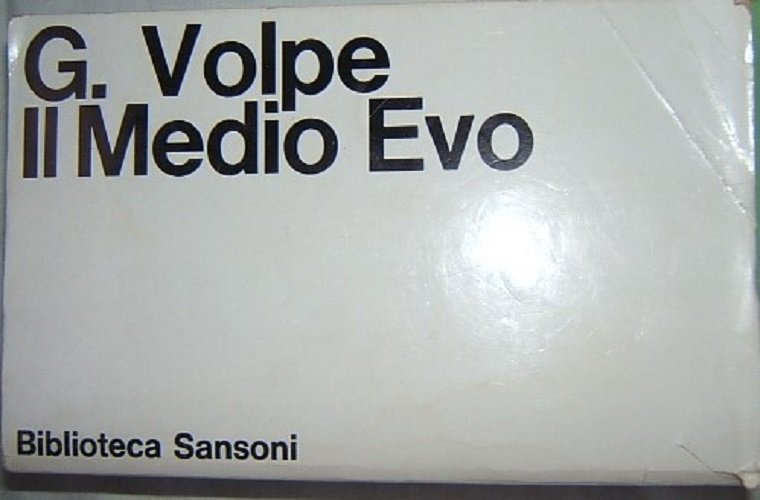 G. Volpe
Il Medio Evo
Biblioteca Sansoni